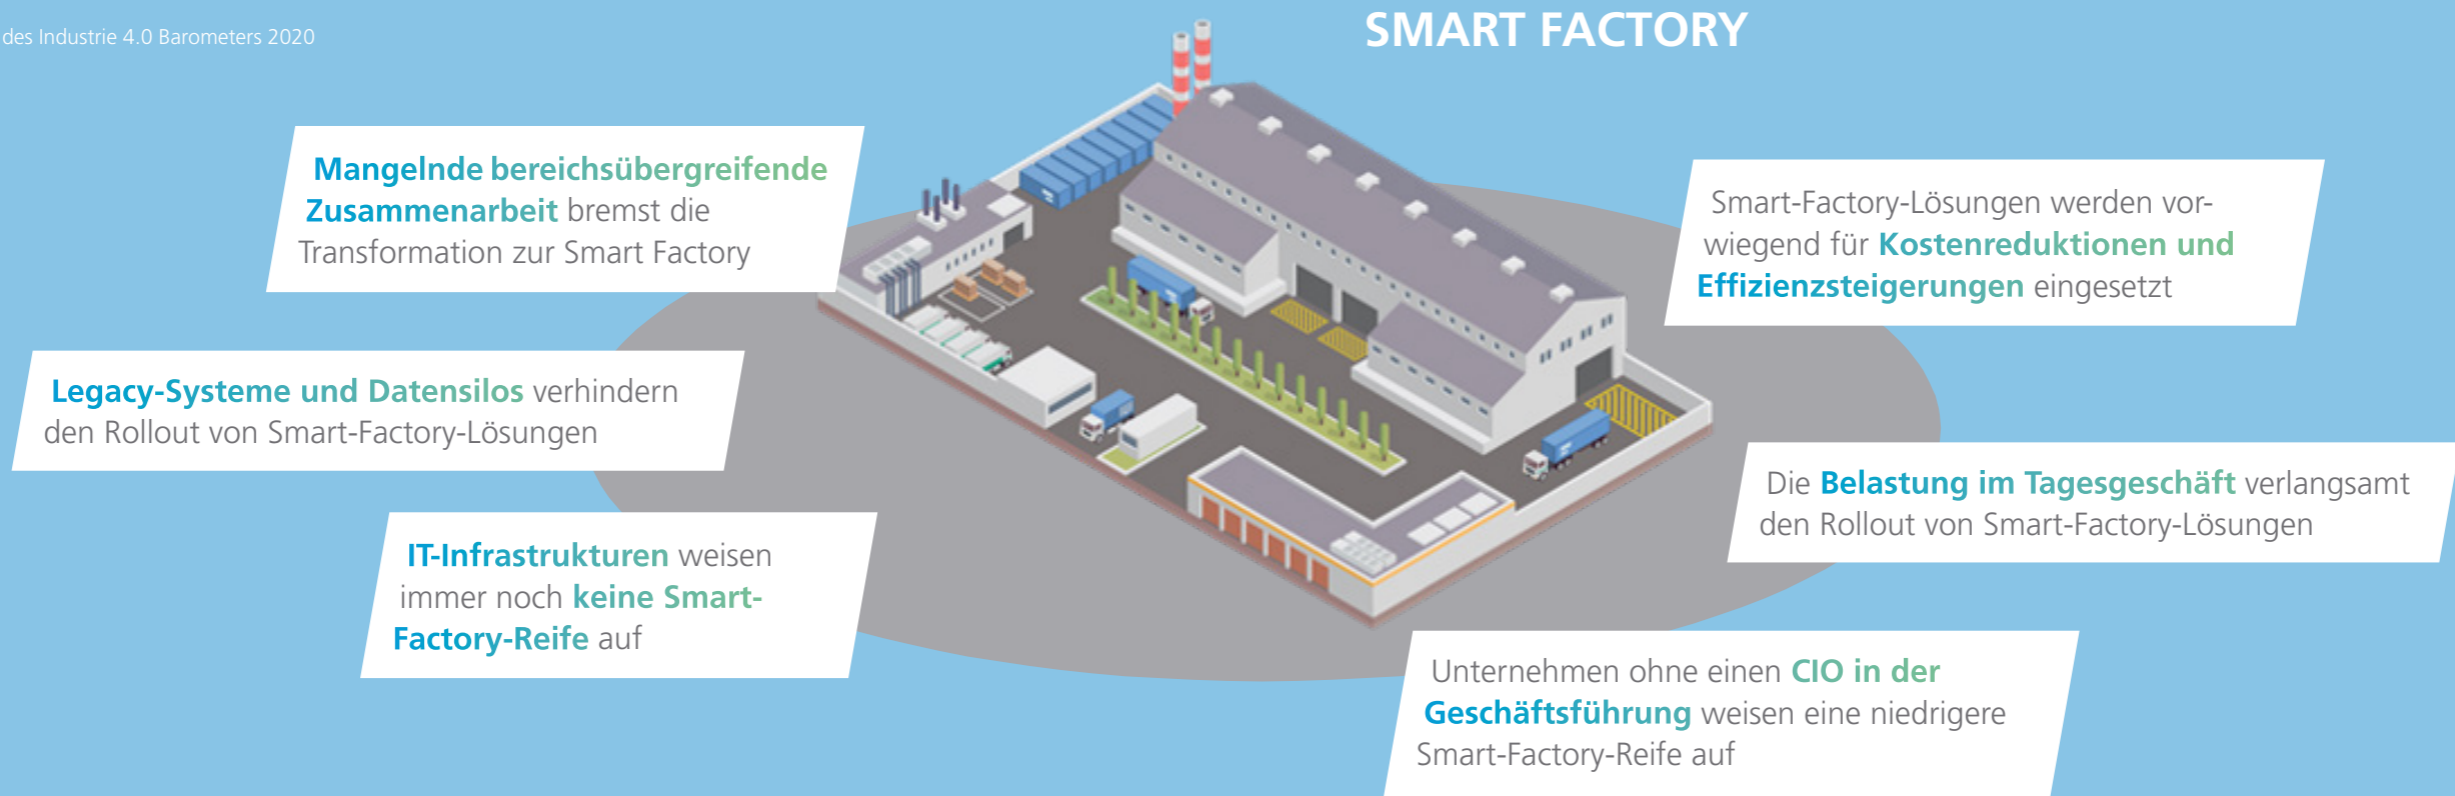 des Industrie 4.0 Barometers 2020
SMART FACTORY
Mangelnde bereichsübergreifende
Zusammenarbeit bremst die
Transformation zur Smart Factory
Legacy-Systeme und Datensilos verhindern
den Rollout von Smart-Factory-Lösungen
IT-Infrastrukturen weisen
immer noch keine Smart-
Factory-Reife auf
Smart-Factory-Lösungen werden vor-
wiegend für Kostenreduktionen und
Effizienzsteigerungen eingesetzt
Die Belastung im Tagesgeschäft verlangsamt
den Rollout von Smart-Factory-Lösungen
Unternehmen ohne einen CIO in der
Geschäftsführung weisen eine niedrigere
Smart-Factory-Reife auf